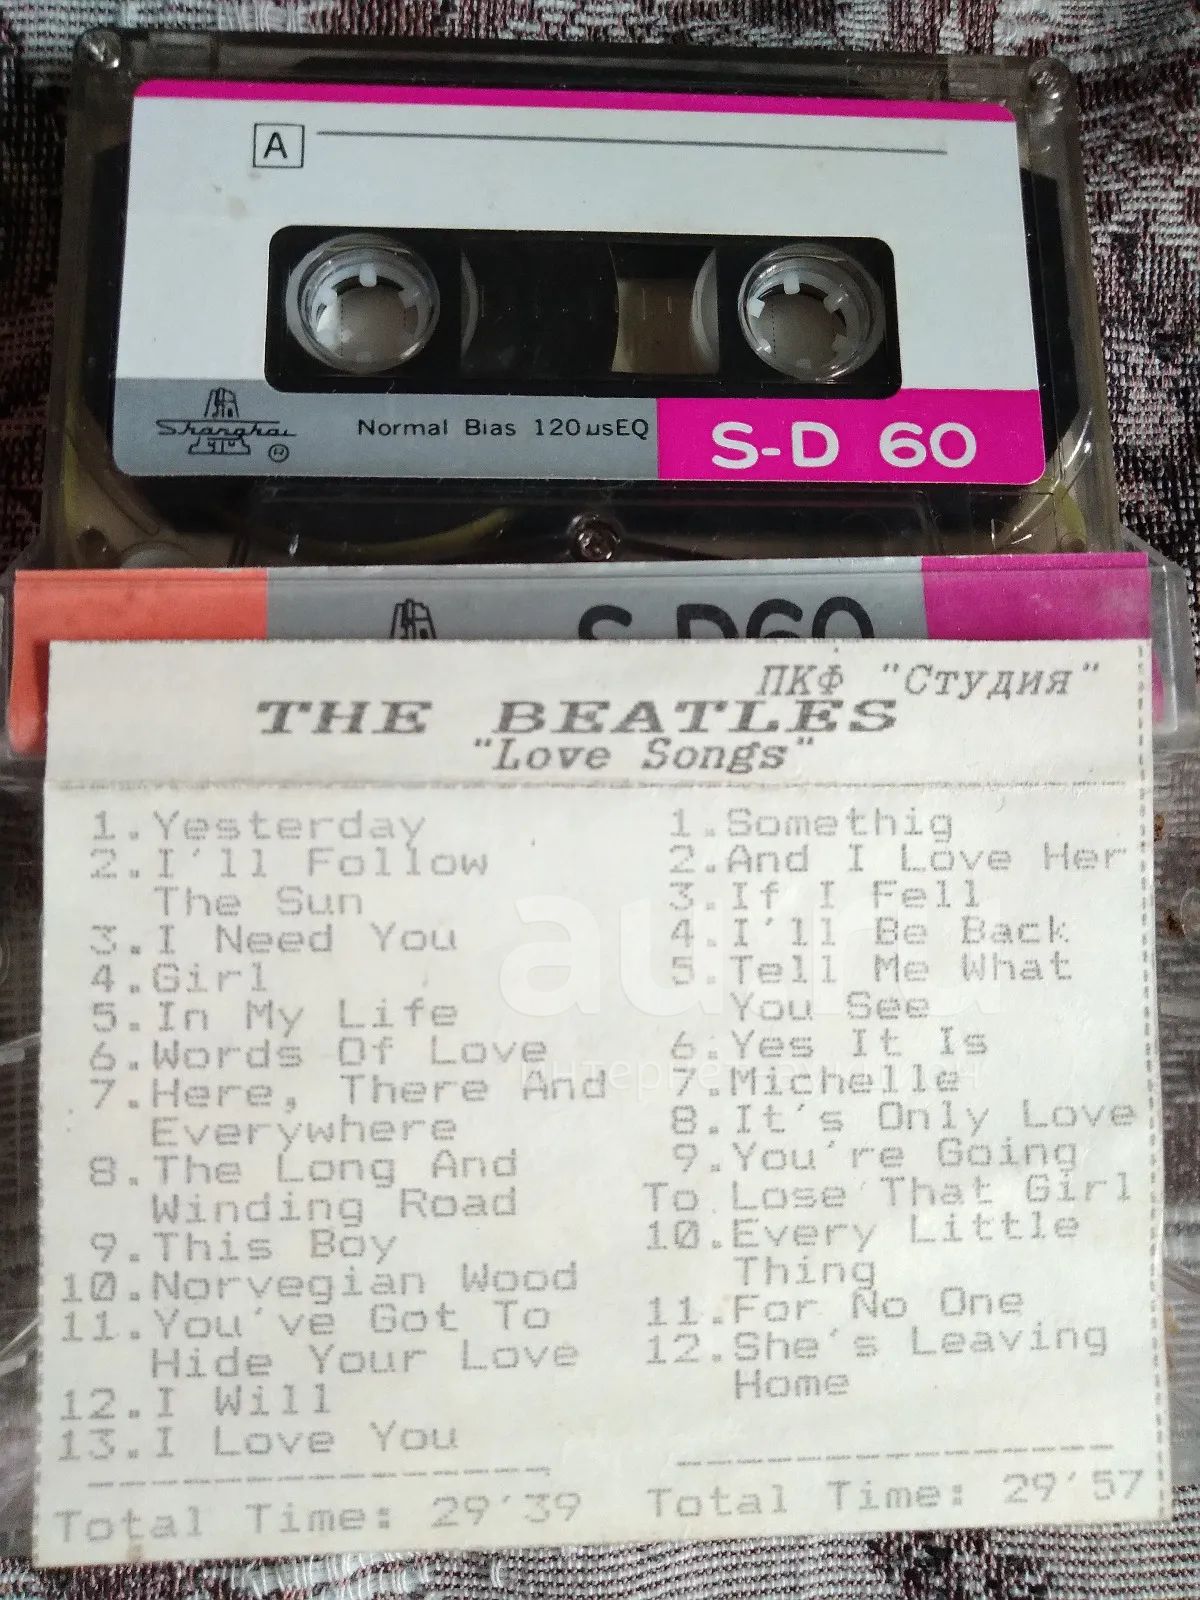 A
Shanghai
Normal Bias 120µsEQ
S-D 60
S-D60
ПКФ "Студия"
THE BEATLES
"Love Songs"
1.Yesterday
2.I'll Follow
The Sun
3.I Need You
4.Girl
5.In My Life
6.Words Of Love
7.Here, There And
Everywhere
8.The Long And
Winding Road
9.This Boy
10.Norvegian Wood
11.You've Got To
Hide Your Love
12.I Will
13.I Love You
Total Time: 29'39
1.Somethig
2.And I Love Her
3.If I Fell
4.I'll Be Back
5.Tell Me What
You See
6.Yes It Is
7.Michelle
8.It's Only Love
9.You're Going
To Lose That Girl
10.Every Little
Thing
11.For No One
12.She's Leaving
Home
Total Time: 29'57
au.ru